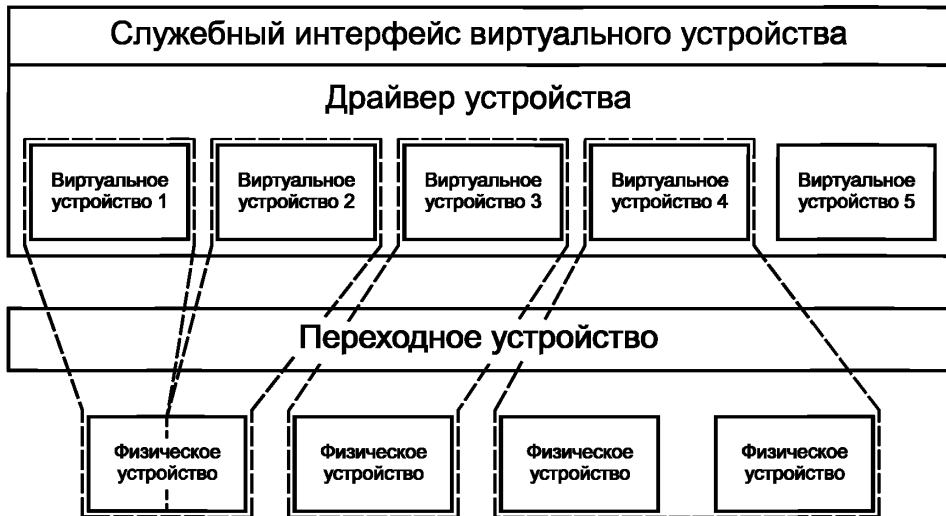 Служебный интерфейс виртуального устройства
Драйвер устройства
Виртуальное
устройство 1
Виртуальное
устройство 2
Виртуальное
устройство 3
Виртуальное
устройство 4
Виртуальное
устройство 5
Переходное устройство
Физическое
устройство
Физическое
устройство
Физическое
устройство
Физическое
устройство